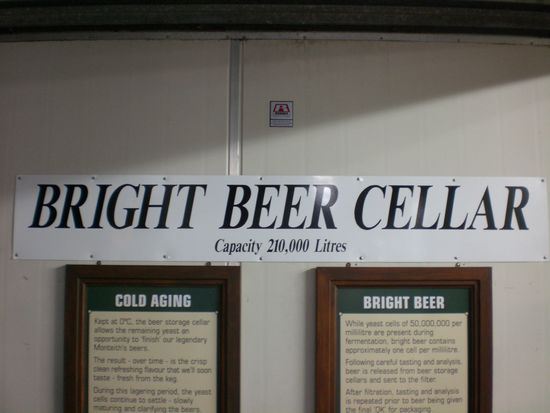 BRIGHT BEER CELLAR
Capacity 210,000 Litres
COLD AGING
Kept at 0°C, the beer storage cellar
allows the remaining yeast an
opportunity to 'finish' our legendary
Monteith's beers.
The result - over time - is the crisp
clean refreshing flavour that we'll soon
taste - fresh from the keg.
During this lagering period, the yeast
cells continue to settle - slowly
maturing and clarifying the beers.
BRIGHT BEER
While yeast cells of 50,000,000 per
millilitre are present during
fermentation, bright beer contains
approximately one cell per millilitre.
Following careful tasting and analysis,
beer is released from beer storage
cellars and sent to the filter.
After filtration, tasting and analysis
is repeated prior to beer being given
the final 'OK' for packaging.